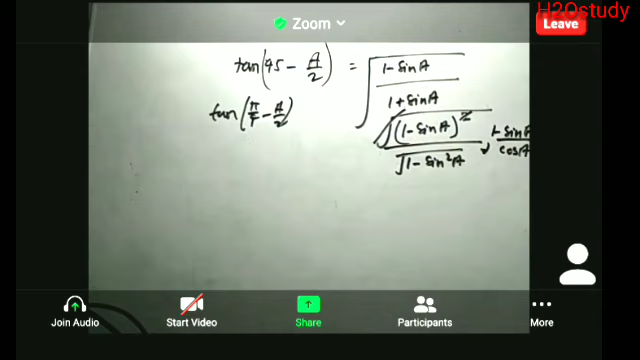 H2Ostudy
Zoom
Leave
tan(45 - A/2) = √(1 - sinA / 1 + sinA)
tan(π/4 - A/2)
√(1 - sinA)² / √1 - sin²A
1 - sinA / cosA
Join Audio
Start Video
Share
Participants
More